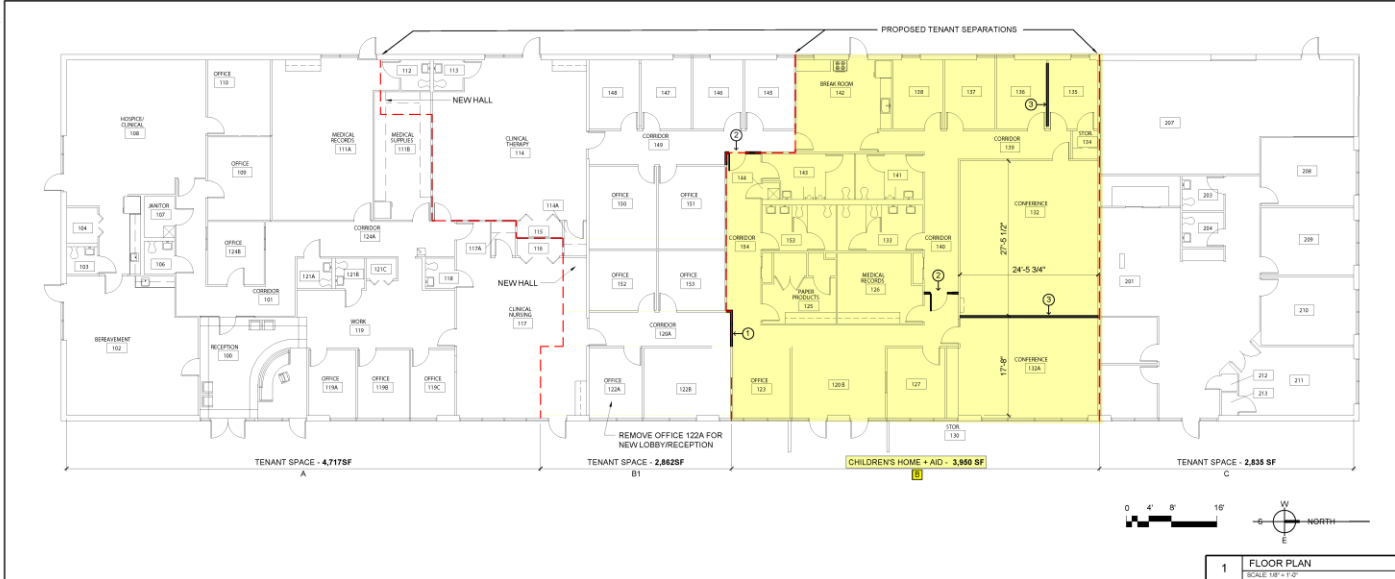 PROPOSED TENANT SEPARATIONS
OFFICE
110
112
113
NEW HALL
HOSPICE/
CLINICAL
108
MEDICAL
RECORDS
111A
MEDICAL
SUPPLIES
111B
CLINICAL
THERAPY
114
148
147
146
145
BREAK ROOM
142
138
137
136
3
135
2
CORRIDOR
149
CORRIDOR
139
STOR.
134
207
OFFICE
109
144
143
141
208
JANITOR
107
104
OFFICE
150
OFFICE
151
114A
CONFERENCE
132
203
204
115
116
117A
CORRIDOR
124A
OFFICE
124B
CORRIDOR
154
153
133
CORRIDOR
140
27'-5 1/2"
24'-5 3/4"
209
103
106
121A
121B
121C
118
NEW HALL
OFFICE
152
OFFICE
153
PAPER
PRODUCTS
125
MEDICAL
RECORDS
126
2
201
CORRIDOR
101
WORK
119
CLINICAL
NURSING
117
CORRIDOR
120A
1
3
210
BEREAVEMENT
102
RECEPTION
100
OFFICE
119A
OFFICE
119B
OFFICE
119C
OFFICE
122A
122B
OFFICE
123
120B
127
CONFERENCE
132A
17'-8"
212
213
211
STOR.
130
REMOVE OFFICE 122A FOR
NEW LOBBY/RECEPTION
TENANT SPACE - 4,717SF
A
TENANT SPACE - 2,862SF
B1
CHILDREN'S HOME + AID - 3,950 SF
B
TENANT SPACE - 2,835 SF
C
0 4' 8' 16'
W
S NORTH
E
1 FLOOR PLAN
SCALE 1/8" = 1'-0"